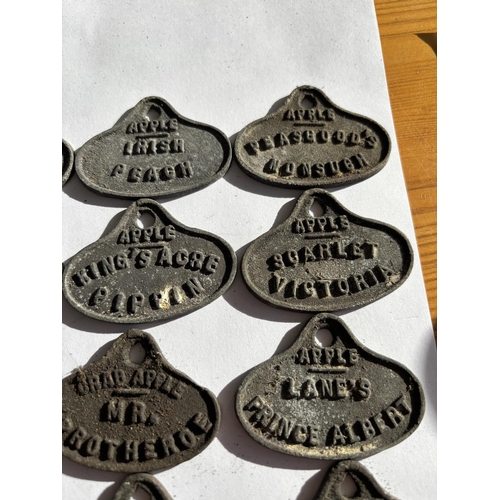 APPLE
IRISH
PEACH
APPLE
PEASGOOD'S
NONSUCH
APPLE
KING'S ACRE
PIPPIN
APPLE
SCARLET
VICTORIA
CRAB APPLE
MR.
PROTHEROE
APPLE
LANE'S
PRINCE ALBERT